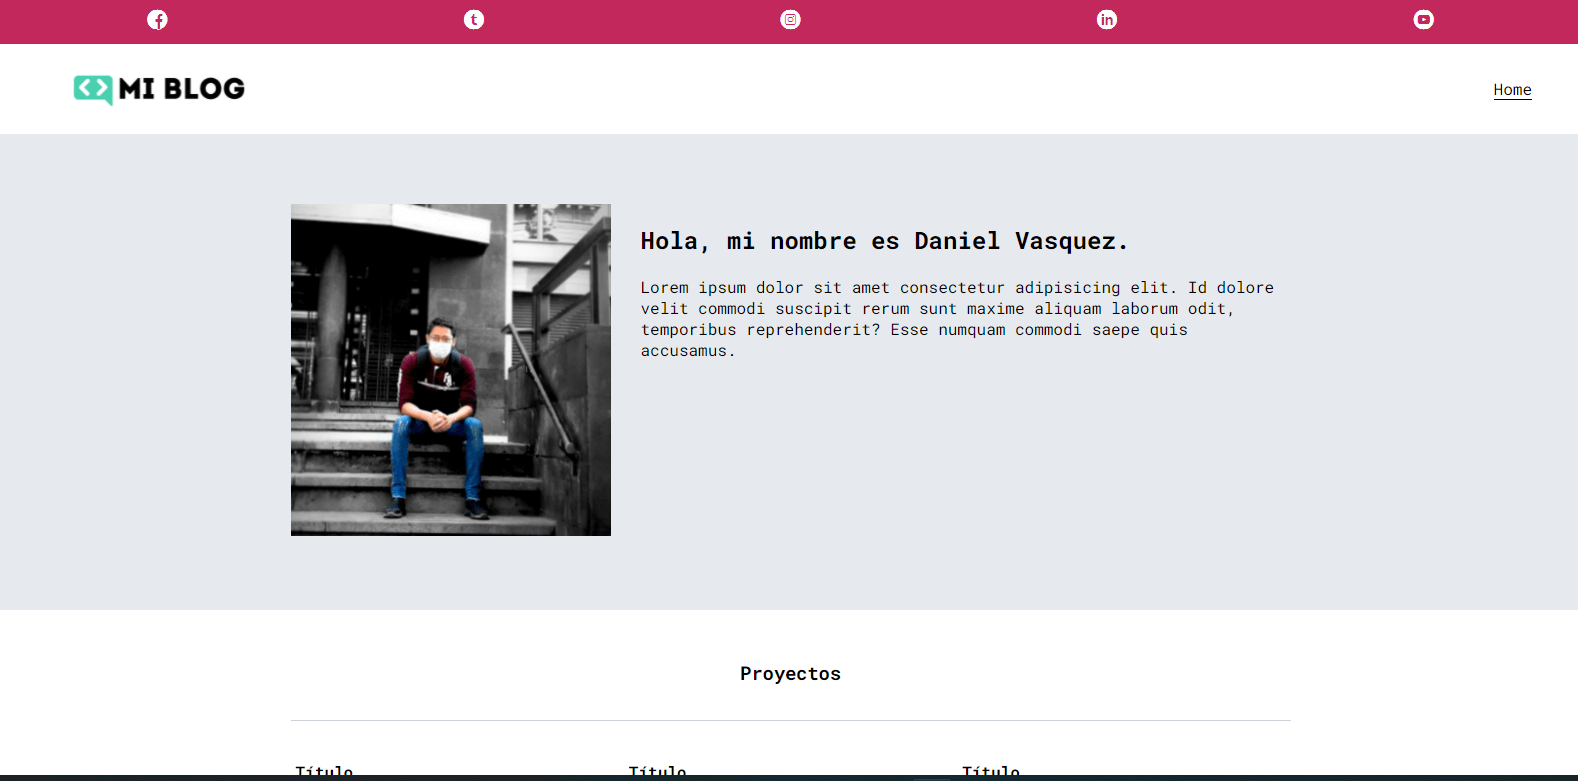 MI BLOG
Home
Hola, mi nombre es Daniel Vasquez.
Lorem ipsum dolor sit amet consectetur adipisicing elit. Id dolore
velit commodi suscipit rerum sunt maxime aliquam laborum odit,
temporibus reprehenderit? Esse numquam commodi saepe quis
accusamus.
Proyectos
Título Título Título